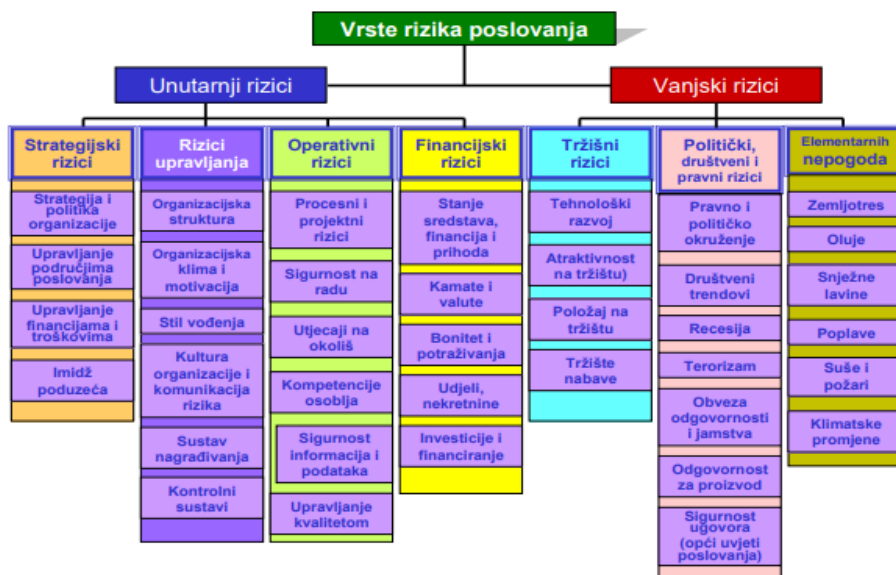 Vrste rizika poslovanja
Unutarnji rizici
Vanjski rizici
Strategijski
rizici
Strategija i
politika
organizacije
Upravljanje
područjima
poslovanja
Upravljanje
financijama i
troškovima
Imidž
poduzeća
Rizici
upravljanja
Organizacijska
struktura
Organizacijska
klima i
motivacija
Stil vođenja
Kultura
organizacije i
komunikacija
rizika
Sustav
nagrađivanja
Kontrolni
sustavi
Operativni
rizici
Procesni i
projektni
rizici
Sigurnost na
radu
Utjecaji na
okoliš
Kompetencije
osoblja
Sigurnost
informacija i
podataka
Upravljanje
kvalitetom
Financijski
rizici
Stanje
sredstava,
financija i
prihoda
Kamate i
valute
Bonitet i
potraživanja
Udjeli,
nekretnine
Investicije i
financiranje
Tržišni
rizici
Tehnološki
razvoj
Atraktivnost
na tržištu)
Položaj na
tržištu
Tržište
nabave
Politički,
društveni i
pravni rizici
Pravno i
političko
okruženje
Društveni
trendovi
Recesija
Terorizam
Obveza
odgovornosti
i jamstva
Odgovornost
za proizvod
Sigurnost
ugovora
(opći uvjeti
poslovanja)
Elementarnih
nepogoda
Zemljotres
Oluje
Snježne
lavine
Poplave
Suše i
požari
Klimatske
promjene